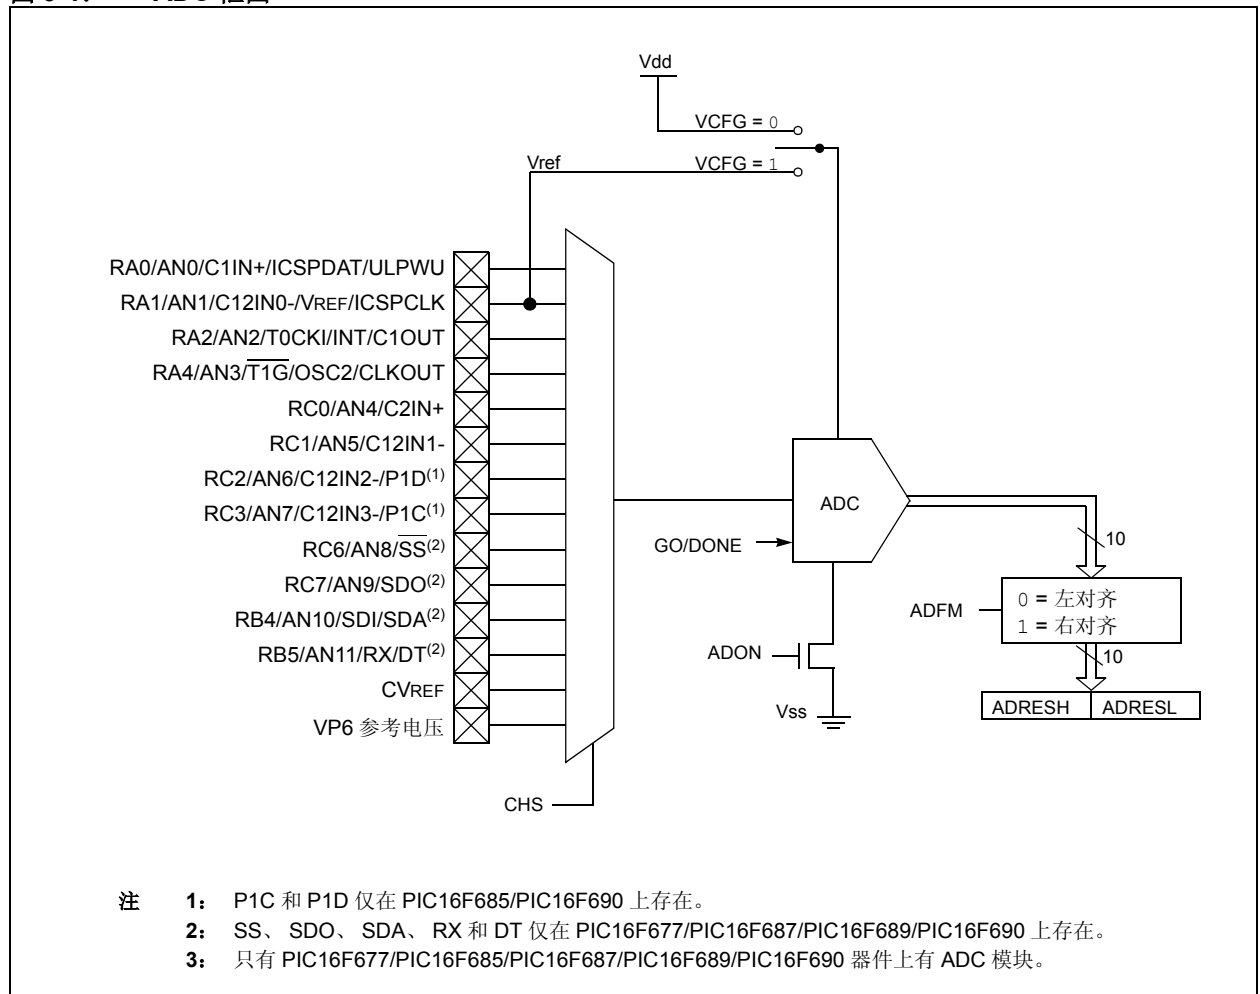 Vdd
VCFG = 0
Vref
VCFG = 1
RA0/AN0/C1IN+/ICSPDAT/ULPWU
RA1/AN1/C12IN0-/VREF/ICSPCLK
RA2/AN2/T0CKI/INT/C1OUT
RA4/AN3/T1G/OSC2/CLKOUT
RC0/AN4/C2IN+
RC1/AN5/C12IN1-
RC2/AN6/C12IN2-/P1D(1)
RC3/AN7/C12IN3-/P1C(1)
RC6/AN8/SS(2)
RC7/AN9/SDO(2)
RB4/AN10/SDI/SDA(2)
RB5/AN11/RX/DT(2)
CVREF
VP6 参考电压
CHS
ADC
GO/DONE
ADON
Vss
10
ADFM
0 = 左对齐
1 = 右对齐
10
ADRESH ADRESL
注 1： P1C 和 P1D 仅在 PIC16F685/PIC16F690 上存在。
2： SS、 SDO、 SDA、 RX 和 DT 仅在 PIC16F677/PIC16F687/PIC16F689/PIC16F690 上存在。
3： 只有 PIC16F677/PIC16F685/PIC16F687/PIC16F689/PIC16F690 器件上有 ADC 模块。